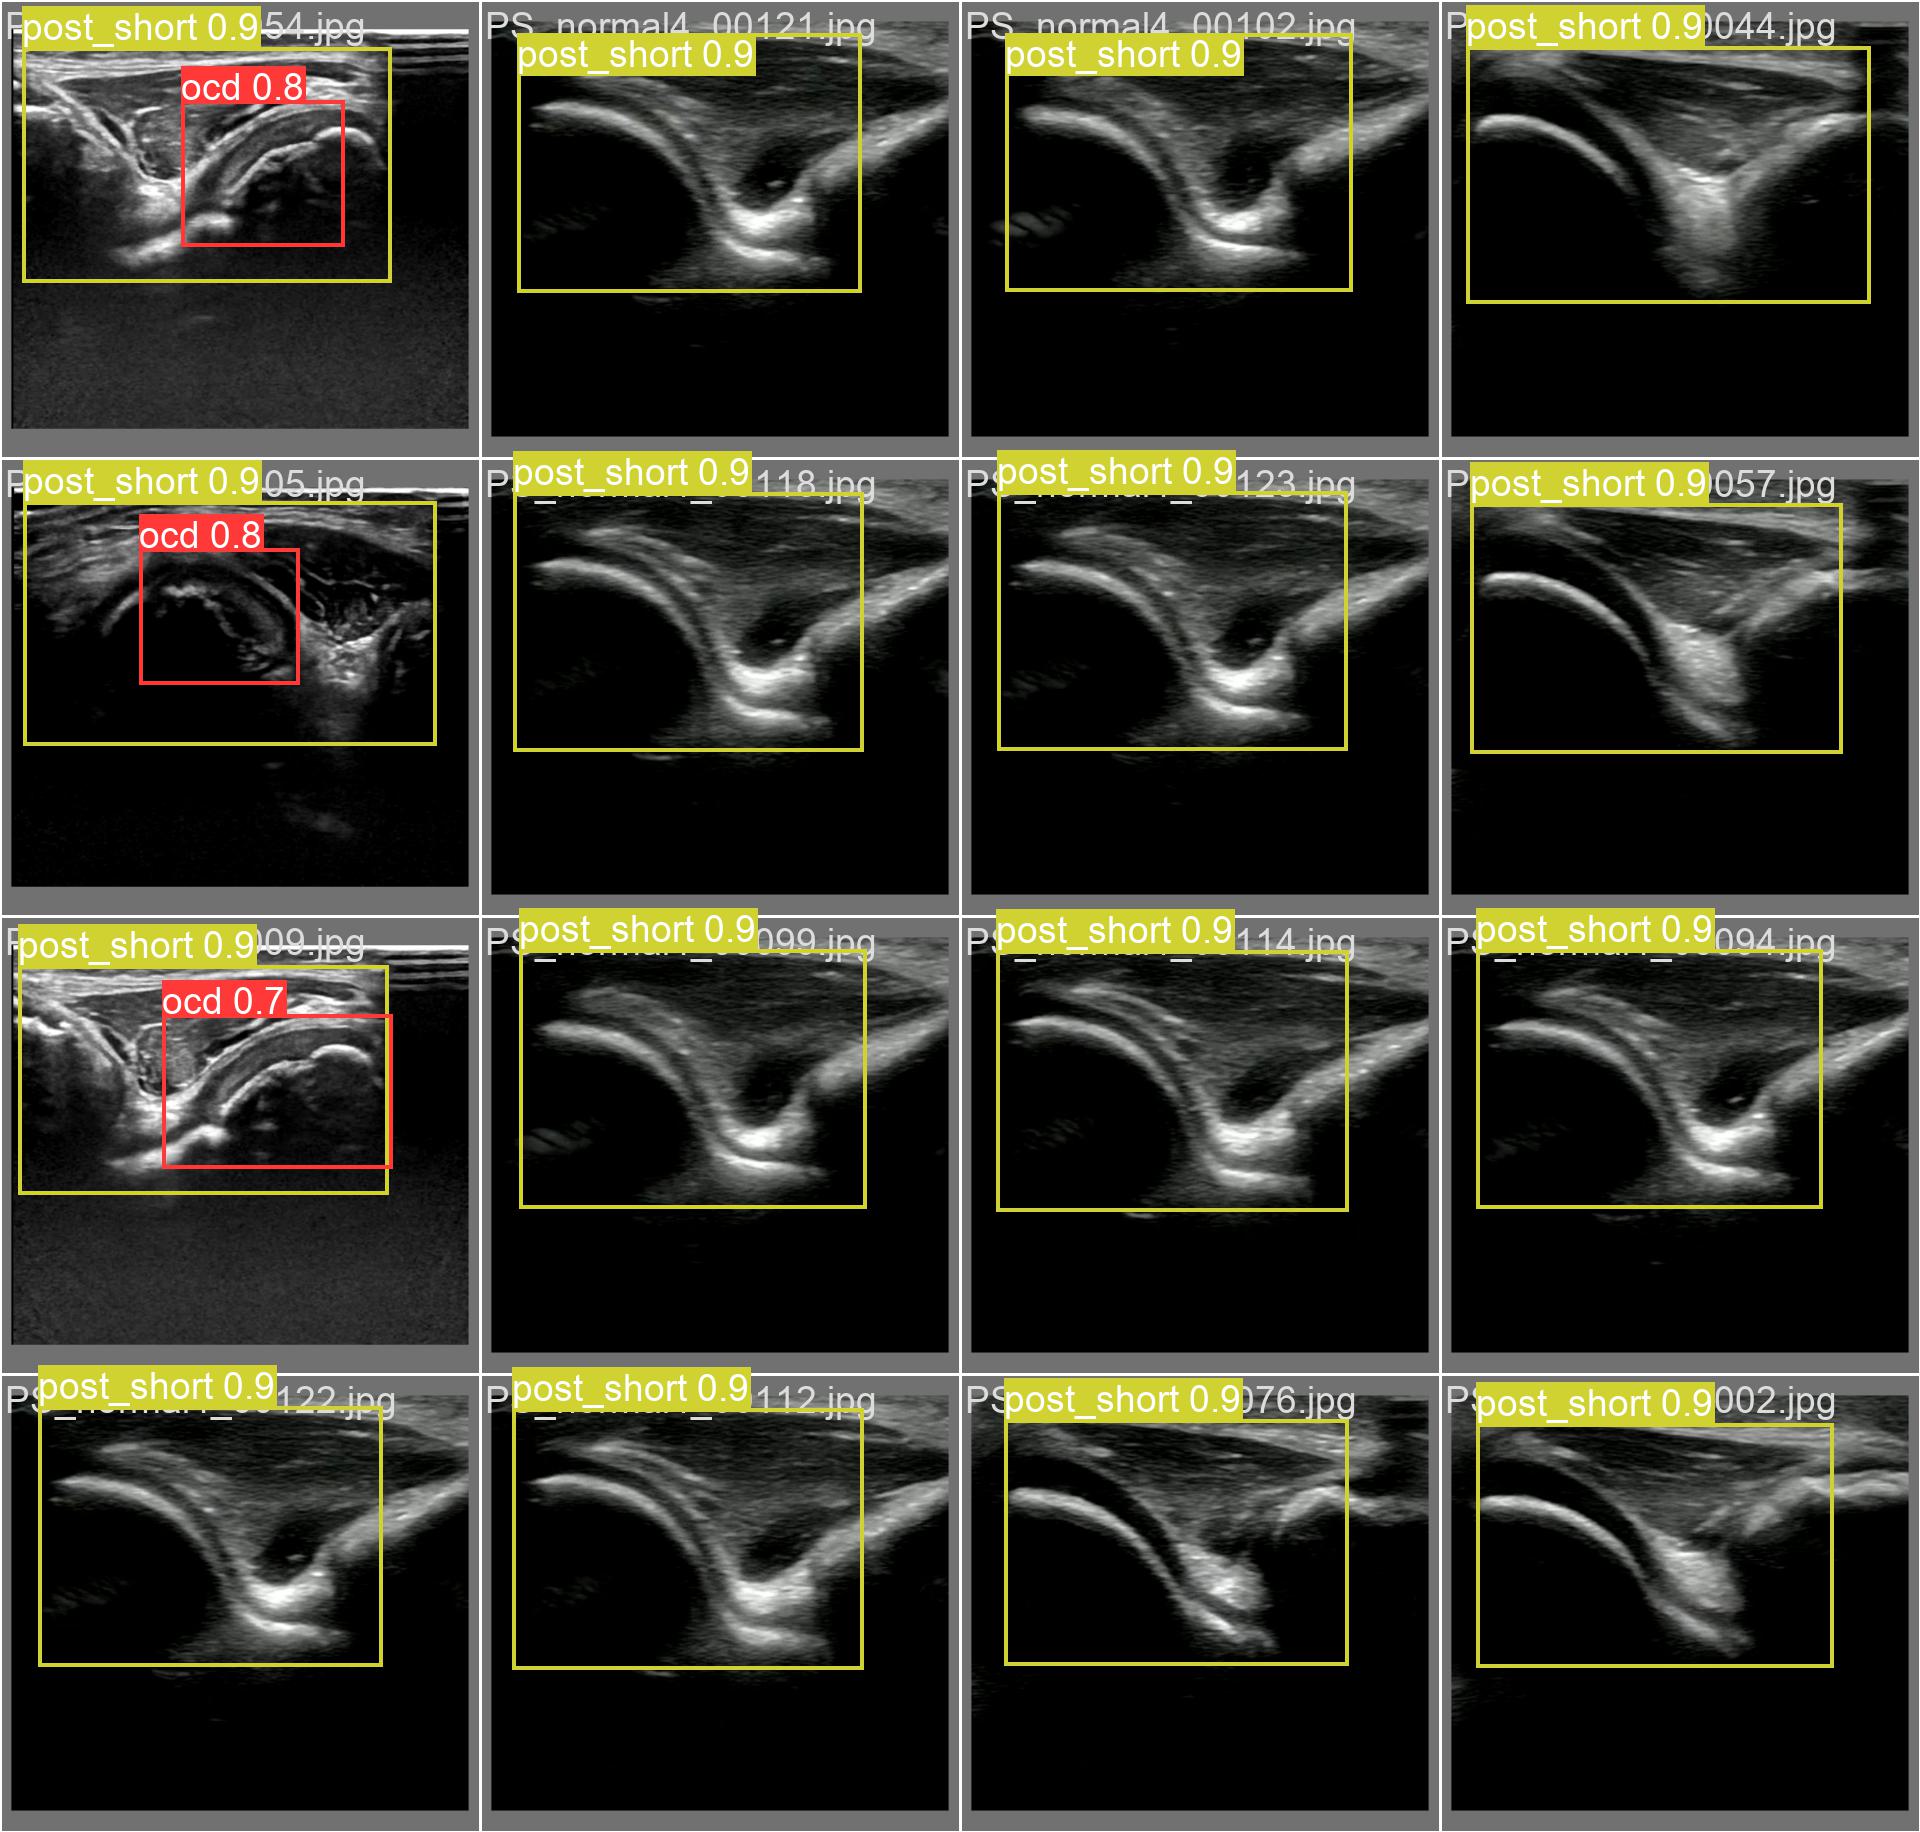 post_short 0.9 54.jpg
ocd 0.8
PS_normal4_00121.jpg
post_short 0.9
PS_normal4_00102.jpg
post_short 0.9
post_short 0.9 0044.jpg
post_short 0.9 05.jpg
ocd 0.8
post_short 0.9 118.jpg
post_short 0.9 123.jpg
post_short 0.9 057.jpg
post_short 0.9 009.jpg
ocd 0.7
post_short 0.9 099.jpg
post_short 0.9 114.jpg
post_short 0.9 094.jpg
post_short 0.9 122.jpg
post_short 0.9 112.jpg
post_short 0.9 076.jpg
post_short 0.9 002.jpg